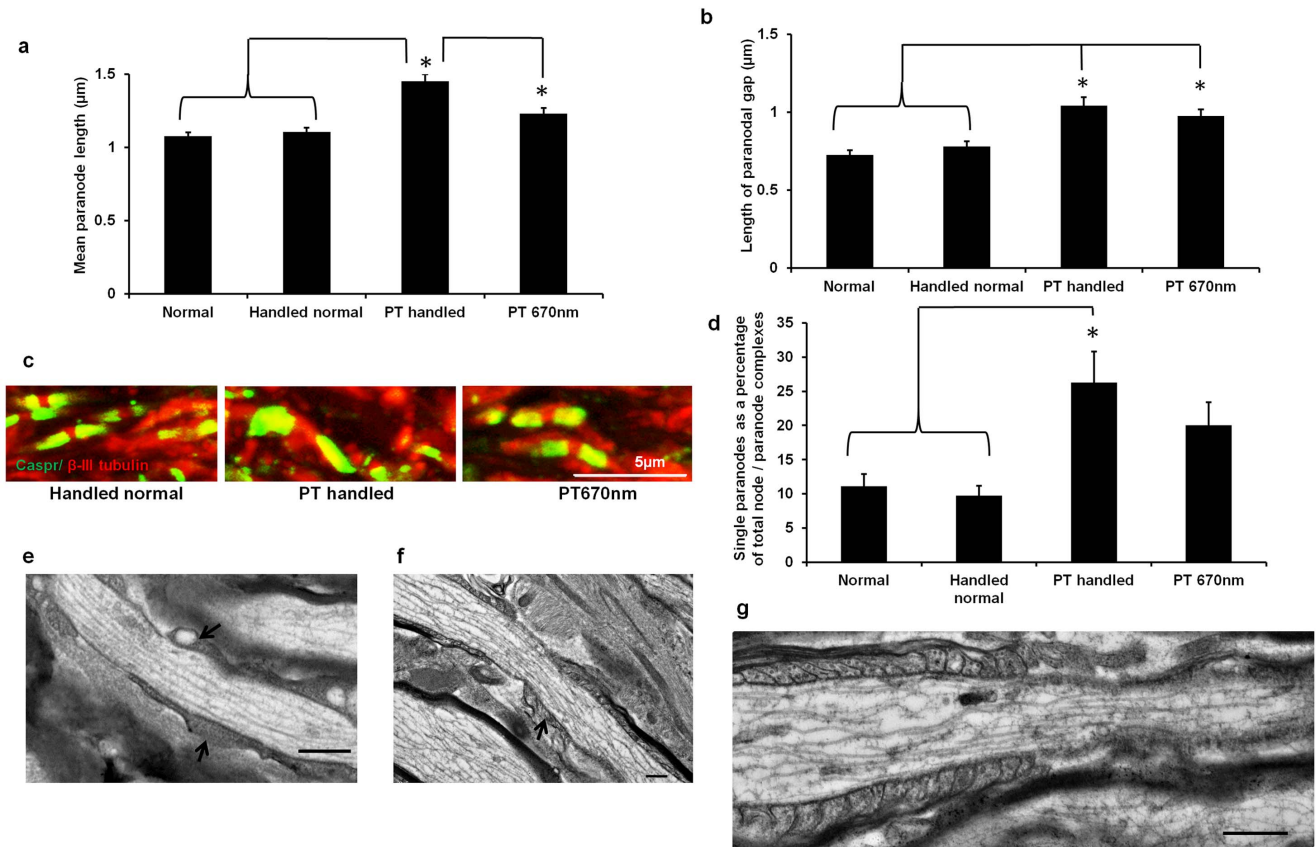 a
Mean paranode length (µm)
1.5
1
0.5
0
*
*
Normal
Handled normal
PT handled
PT 670nm
b
Length of paranodal gap (µm)
1.5
1
0.5
0
*
*
Normal
Handled normal
PT handled
PT 670nm
c
Caspr/ β-III tubulin
5µm
Handled normal
PT handled
PT670nm
d
Single paranodes as a percentage
of total node / paranode complexes
35
30
25
20
15
10
5
0
*
Normal
Handled
normal
PT handled
PT 670nm
e
f
g